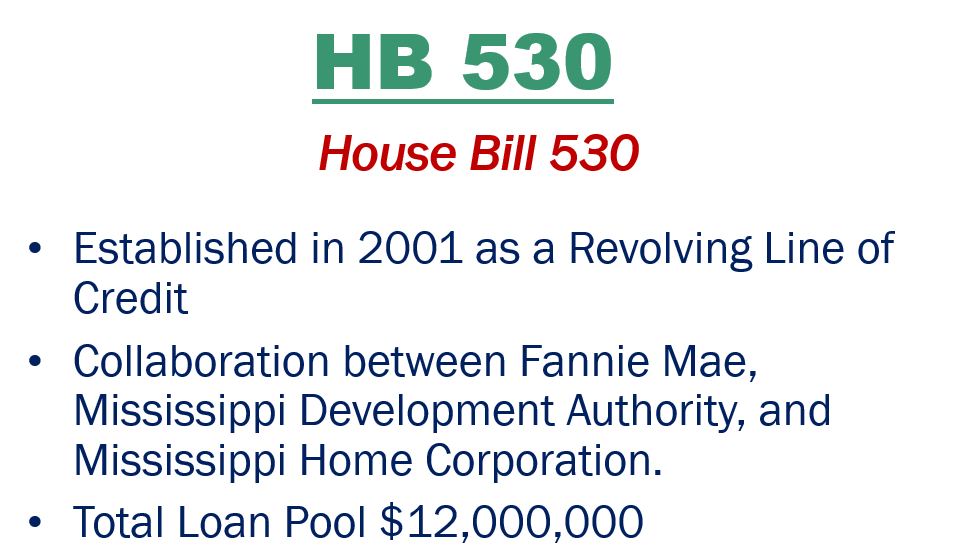 HB 530
House Bill 530
• Established in 2001 as a Revolving Line of
Credit
• Collaboration between Fannie Mae,
Mississippi Development Authority, and
Mississippi Home Corporation.
• Total Loan Pool $12,000,000